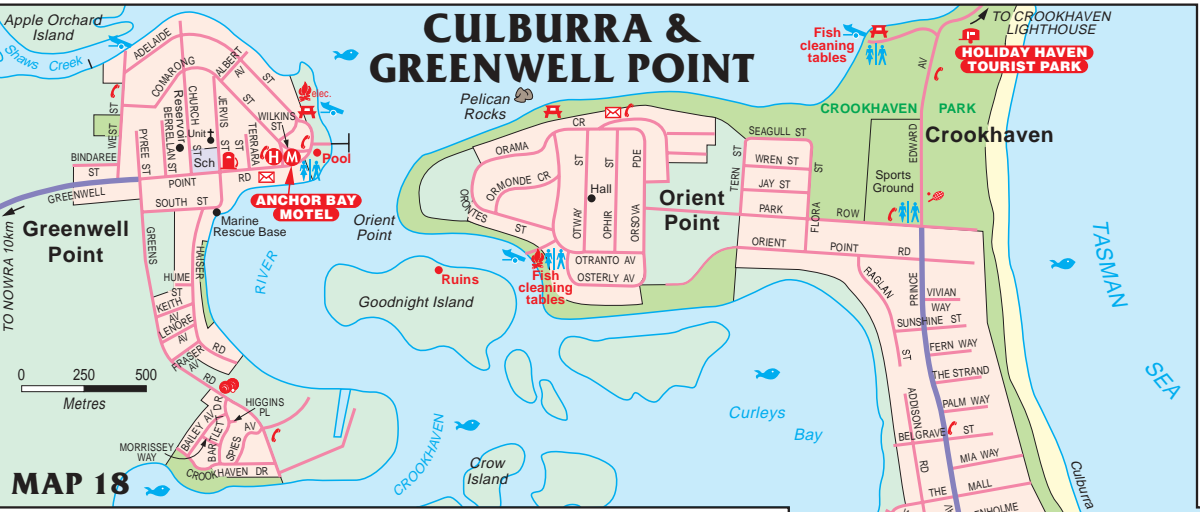 CULBURRA &
GREENWELL POINT
Apple Orchard
Island
Shaws Creek
ADELAIDE
ST
COMARONG
ST
ALBERT
AV
WEST ST
CHURCH ST
Reservoir
BERRELLAN ST
PYREE ST
JERVIS ST
Unit
Sch
TERRARA
ST
WILKINS
ST
elec.
H
M
Pool
BINDAREE
ST
GREENWELL
POINT
RD
SOUTH ST
ANCHOR BAY
MOTEL
Marine
Rescue Base
Greenwell
Point
TO NOWRA 10km
GREENS
RD
HAISER
RD
HUME
ST
KEITH
AV
LENORE
AV
FRASER
AV
0 250 500
Metres
HIGGINS
PL
BAILEY AV
BARTLETT DR
SPIES AV
MORRISSEY
WAY
CROOKHAVEN DR
MAP 18
RIVER
CROOKHAVEN
Pelican
Rocks
Orient
Point
Goodnight Island
Ruins
Crow
Island
Curleys
Bay
CR
ORAMA
ORMONDE CR
ORONTES
ST
OTWAY
ST
Hall
OPHIR
ST
ORSOVA
PDE
OTRANTO AV
OSTERLY AV
Fish
cleaning
tables
Orient
Point
SEAGULL ST
WREN ST
JAY ST
TERN ST
FLORA
ST
PARK
ROW
ORIENT
POINT
RD
Fish
cleaning
tables
TO CROOKHAVEN
LIGHTHOUSE
HOLIDAY HAVEN
TOURIST PARK
CROOKHAVEN PARK
Crookhaven
EDWARD
AV
PRINCE
Sports
Ground
RAGLAN
ST
VIVIAN
WAY
SUNSHINE ST
FERN WAY
THE STRAND
PALM WAY
ADDISON
RD
BELGRAVE ST
MIA WAY
THE MALL
AV
ENHOLME
Culburra
TASMAN
SEA